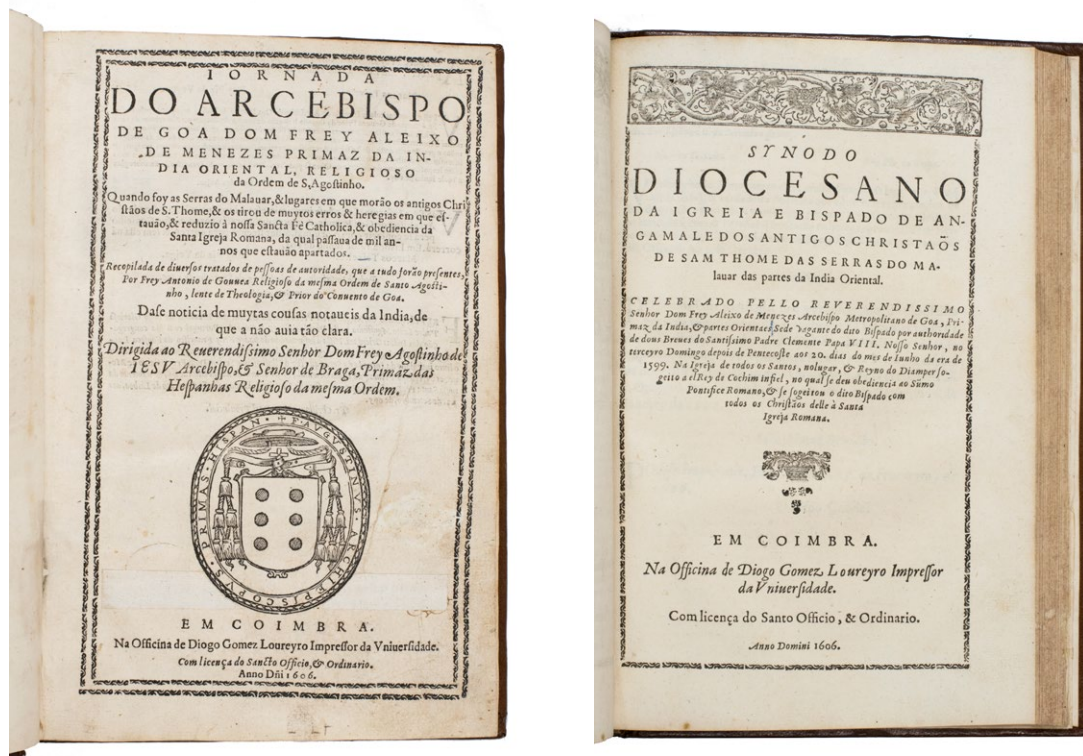 IORNADA
DO ARCEBISPO
DE GOA DOM FREY ALEIXO
DE MENEZES PRIMAZ DA IN-
DIA ORIENTAL, RELIGIOSO
da Ordem de S. Agoſtinho.
Quando foy as Serras do Malauar, & lugares em que morão os antigos Chri
ſtãos de S. Thome, & os tirou de muytos erros & heregias em que eſ-
tauão, & reduzio à noſſa Sancta Fè Catholica, & obediencia da
Santa Igreja Romana, da qual paſſaua de mil an-
nos que eſtauão apartados.
Recopilada de diuerſos tratados de peſſoas de autoridade, que a tudo forão preſentes,
Por Frey Antonio de Gouuea Religioſo da meſma Ordem de Santo Agoſti-
nho, lente de Theologia, & Prior do Conuento de Goa.
Daſe noticia de muytas couſas notaueis da India, de
que a não auia tão clara.
Dirigida ao Reuerendiſsimo Senhor Dom Frey Agoſtinho de
IESV Arcebiſpo, & Senhor de Braga, Primaz das
Heſpanhas Religioſo da meſma Ordem.
F. AVGVSTINVS ARCHIEPISCOPVS PRIMAS HISPAN
EM COIMBRA.
Na Officina de Diogo Gomez Loureyro Impreſſor da Vniuerſidade.
Com licença do Sancto Officio, & Ordinario.
Anno Dñi 1606.
SYNODO
DIOCESANO
DA IGREIA E BISPADO DE AN-
GAMALE DOS ANTIGOS CHRISTAÕS
DE SAM THOME DAS SERRAS DO MA-
lauar das partes da India Oriental.
CELEBRADO PELLO REVERENDISSIMO
Senhor Dom Frey Aleixo de Menezes Arcebiſpo Metropolitano de Goa, Pri-
maz da India, & partes Orientaes Sede vagante do dito Biſpado por authoridade
de dous Breues do Santiſsimo Padre Clemente Papa VIII. Noſſo Senhor, no
terceyro Domingo depois de Pentecoſte aos 20. dias do mes de Iunho da era de
1599. Na Igreja de todos os Santos, no lugar, & Reyno do Diamper ſo-
geito a el Rey de Cochim infiel, no qual ſe deu obediencia ao Sũmo
Pontifice Romano, & ſe ſogeitou o dito Biſpado com
todos os Chriſtãos delle à Santa
Igreja Romana.
EM COIMBRA.
Na Officina de Diogo Gomez Loureyro Impreſſor
da Vniuerſidade.
Com licença do Santo Officio, & Ordinario.
Anno Domini 1606.